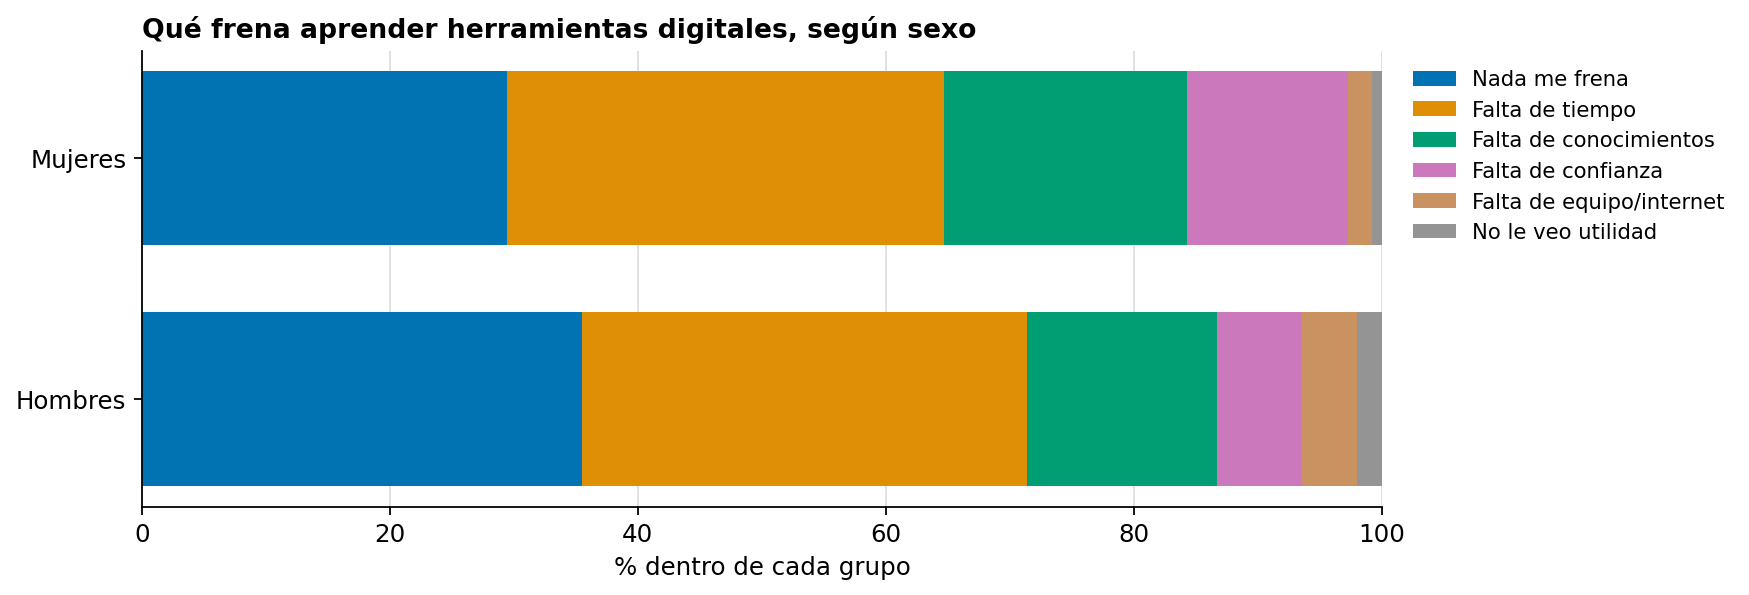 Qué frena aprender herramientas digitales, según sexo
Mujeres
Hombres
0 20 40 60 80 100
% dentro de cada grupo
Nada me frena
Falta de tiempo
Falta de conocimientos
Falta de confianza
Falta de equipo/internet
No le veo utilidad